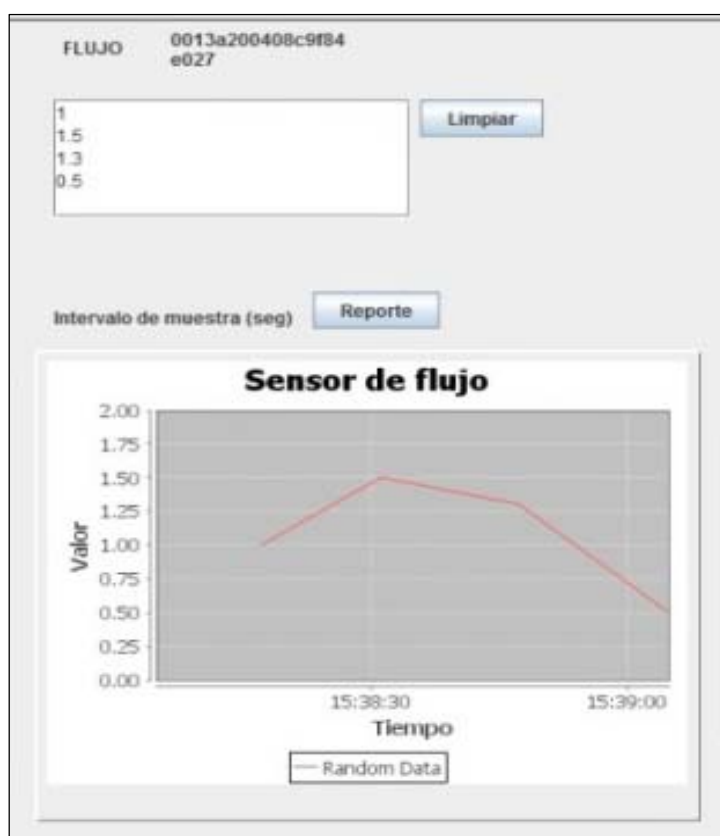 FLUJO
0013a200408c9f84
e027
1
1.5
1.3
0.5
Limpiar
Intervalo de muestra (seg)
Reporte
Sensor de flujo
Valor
2.00
1.75
1.50
1.25
1.00
0.75
0.50
0.25
0.00
15:38:30
15:39:00
Tiempo
Random Data